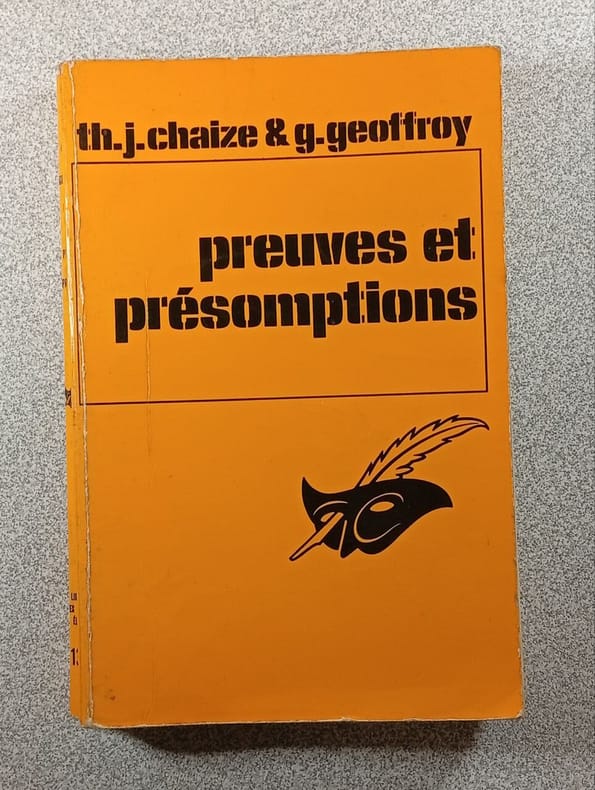 th.j.chaize & g.geoffroy
preuves et
présomptions